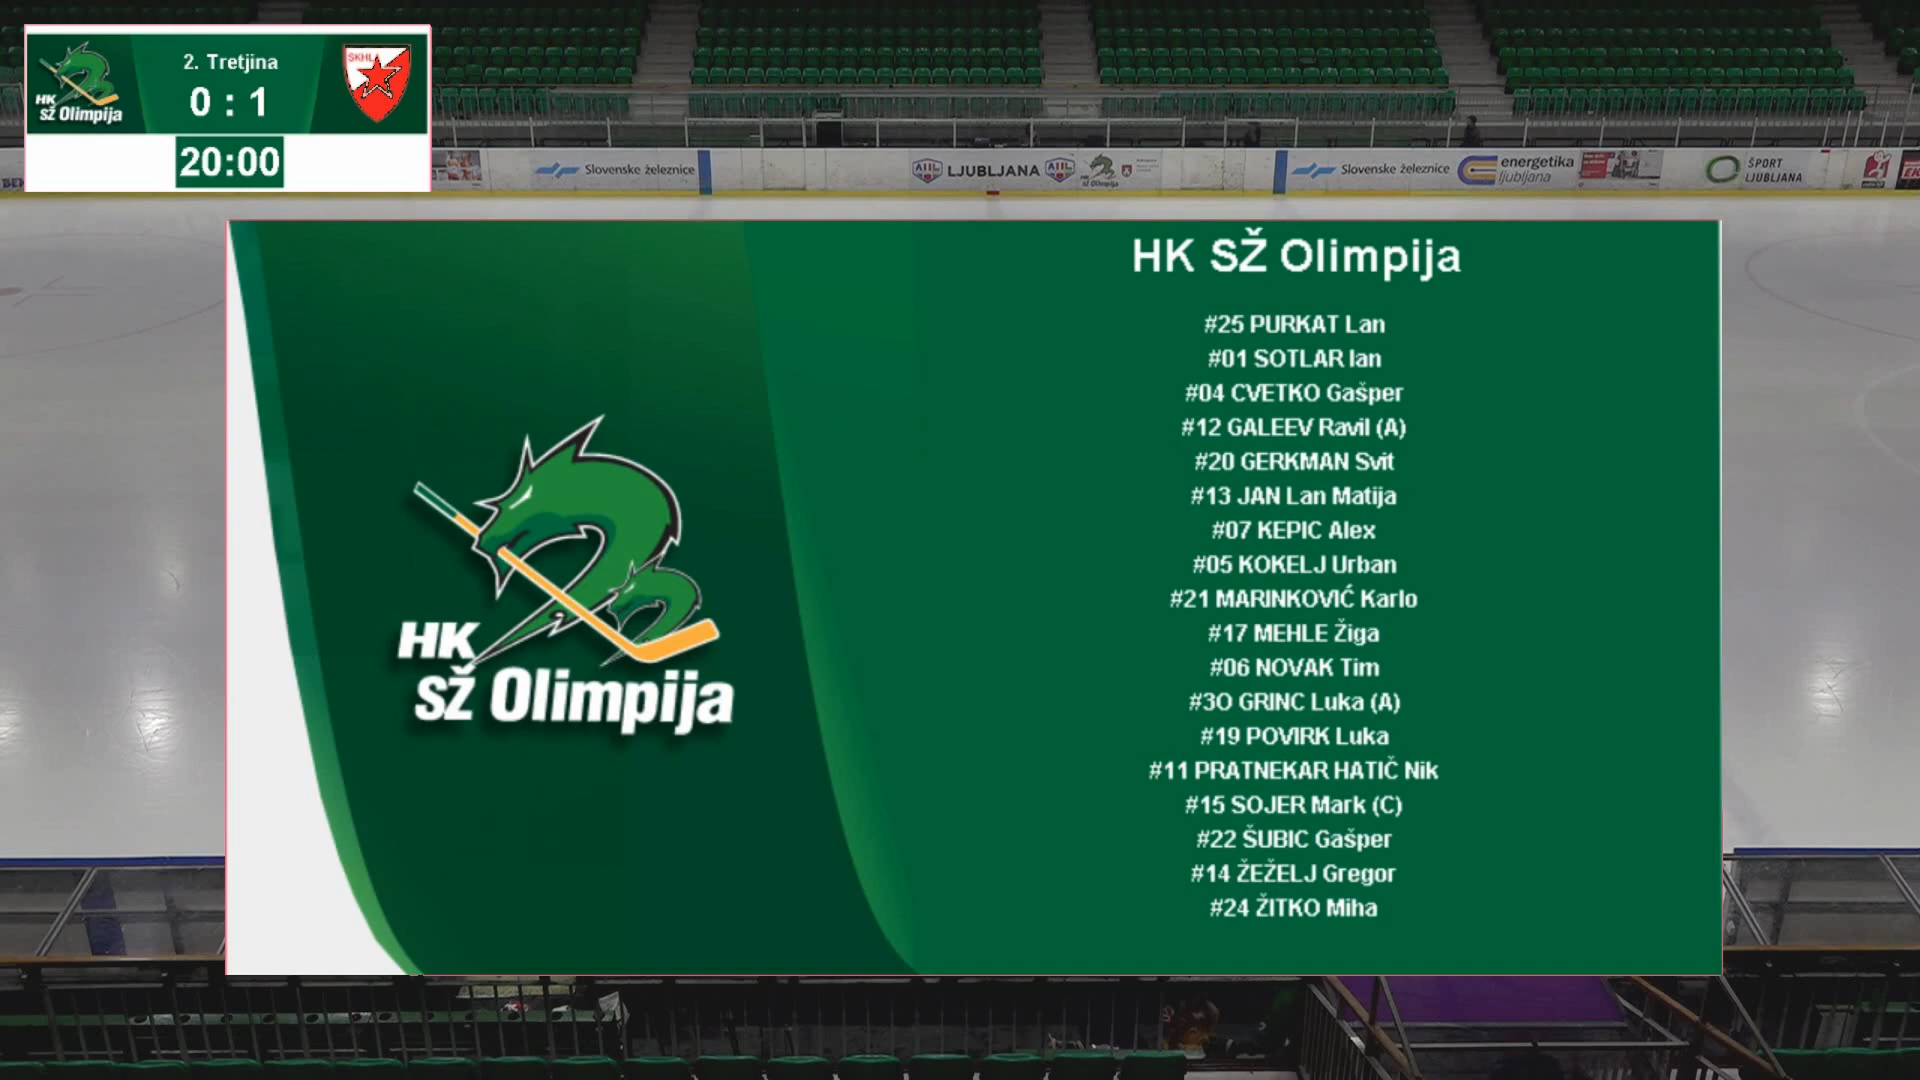 2. Tretjina
0 : 1
20:00
HK
SŽ Olimpija
SKHL
Slovenske železnice
LJUBLJANA
Slovenske železnice
energetika
ljubljana
ŠPORT
LJUBLJANA
HK SŽ Olimpija
#25 PURKAT Lan
#01 SOTLAR Ian
#04 CVETKO Gašper
#12 GALEEV Ravil (A)
#20 GERKMAN Svit
#13 JAN Lan Matija
#07 KEPIC Alex
#05 KOKELJ Urban
#21 MARINKOVIĆ Karlo
#17 MEHLE Žiga
#06 NOVAK Tim
#3O GRINC Luka (A)
#19 POVIRK Luka
#11 PRATNEKAR HATIČ Nik
#15 SOJER Mark (C)
#22 ŠUBIC Gašper
#14 ŽEŽELJ Gregor
#24 ŽITKO Miha
HK
SŽ Olimpija